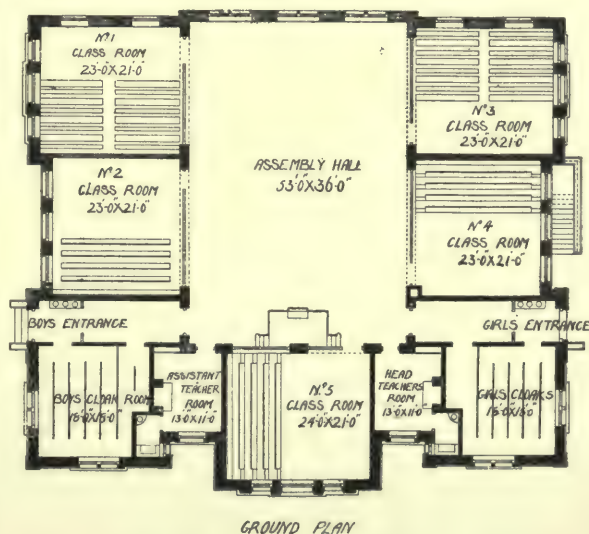 Nº1
CLASS ROOM
23'·0"X21'·0"
Nº2
CLASS ROOM
23'·0"X21'·0"
ASSEMBLY HALL
53'·0"X36'·0"
Nº3
CLASS ROOM
23'·0"X21'·0"
Nº4
CLASS ROOM
23'·0"X21'·0"
BOYS ENTRANCE
GIRLS ENTRANCE
BOYS CLOAK ROOM
15'·0"X15'·0"
ASSISTANT
TEACHER
ROOM
13'·0"X11'·0"
Nº5
CLASS ROOM
24'·0"X21'·0"
HEAD
TEACHERS
ROOM
13'·0"X11'·0"
GIRLS CLOAKS
15'·0"X15'·0"
GROUND PLAN